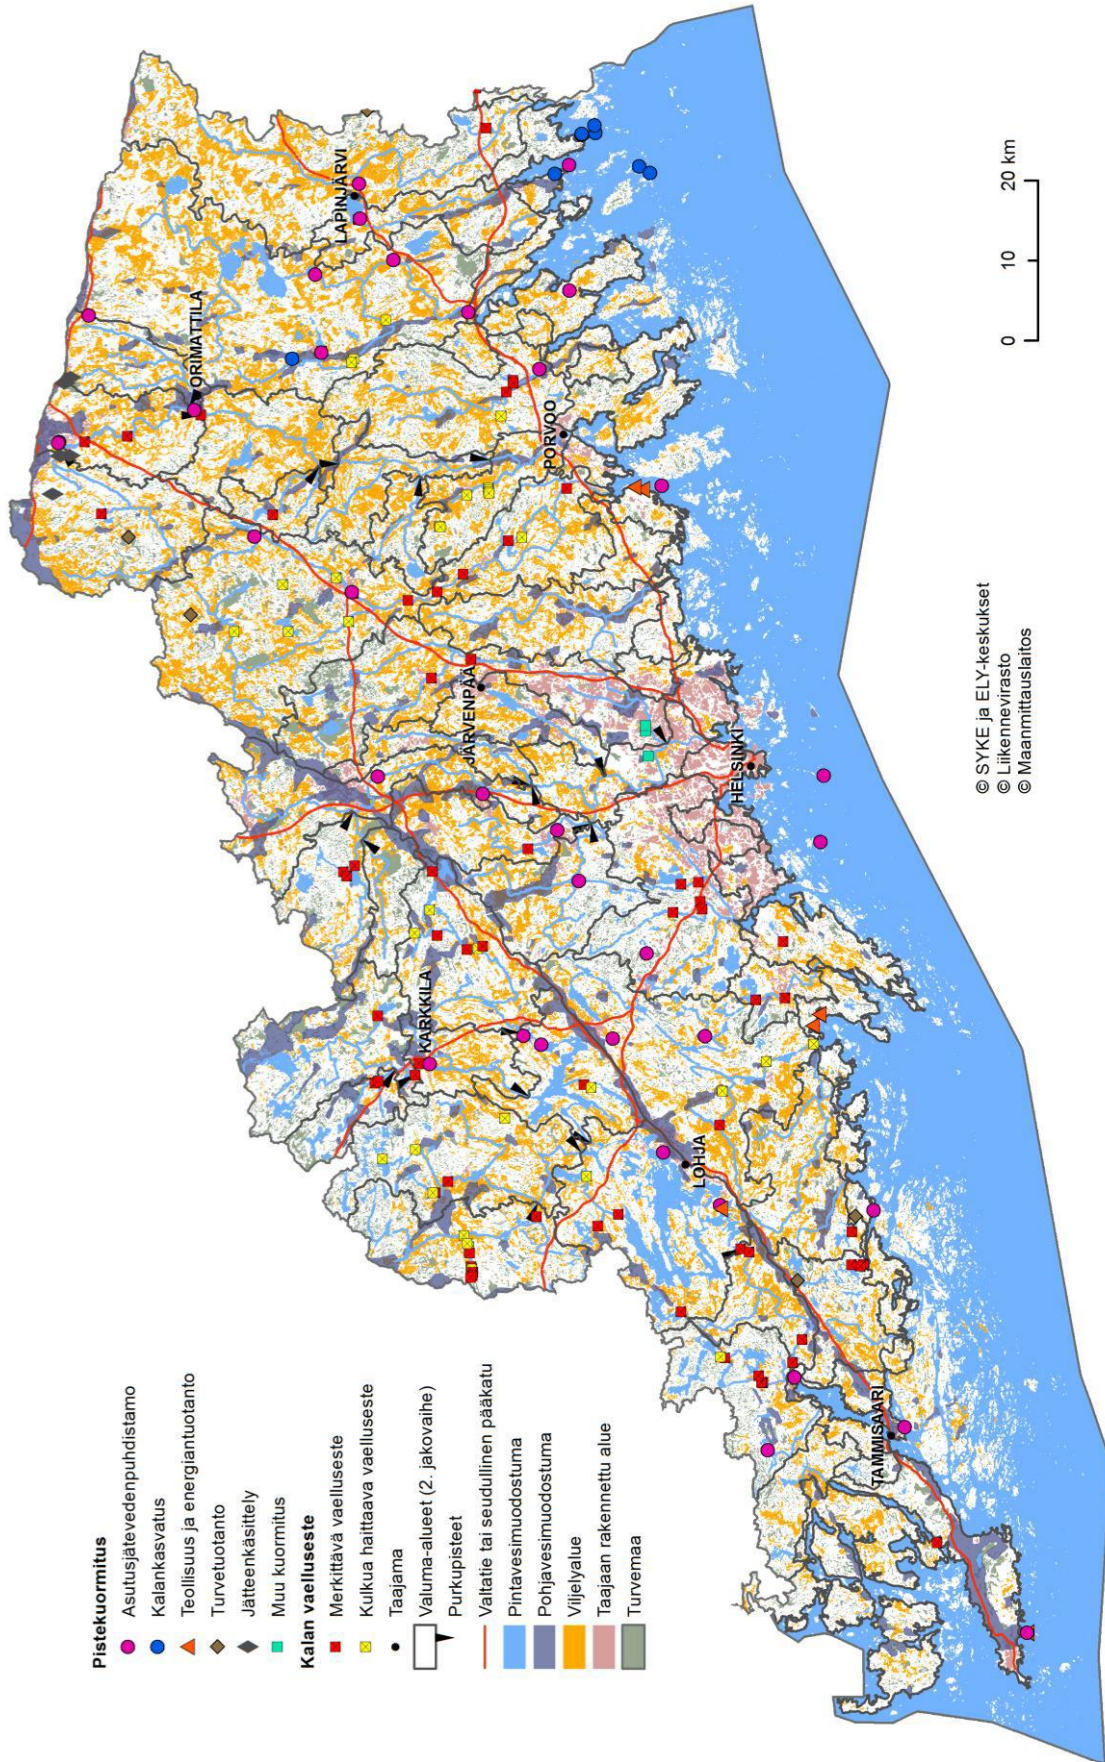 Pistekuormitus
Asutusjätevedenpuhdistamo
Kalankasvatus
Teollisuus ja energiantuotanto
Turvetuotanto
Jätteenkäsittely
Muu kuormitus
Kalan vaelluseste
Merkittävä vaelluseste
Kulkua haittaava vaelluseste
Taajama
Valuma-alueet (2. jakovaihe)
Purkupisteet
Valtatie tai seudullinen pääkatu
Pintavesimuodostuma
Pohjavesimuodostuma
Viljelyalue
Taajaan rakennettu alue
Turvemaa
ORIMATTILA
LAPINJÄRVI
KARKKILA
JÄRVENPÄÄ
PORVOO
LOHJA
HELSINKI
TAMMISAARI
0 10 20 km
© SYKE ja ELY-keskukset
© Liikennevirasto
© Maanmittauslaitos